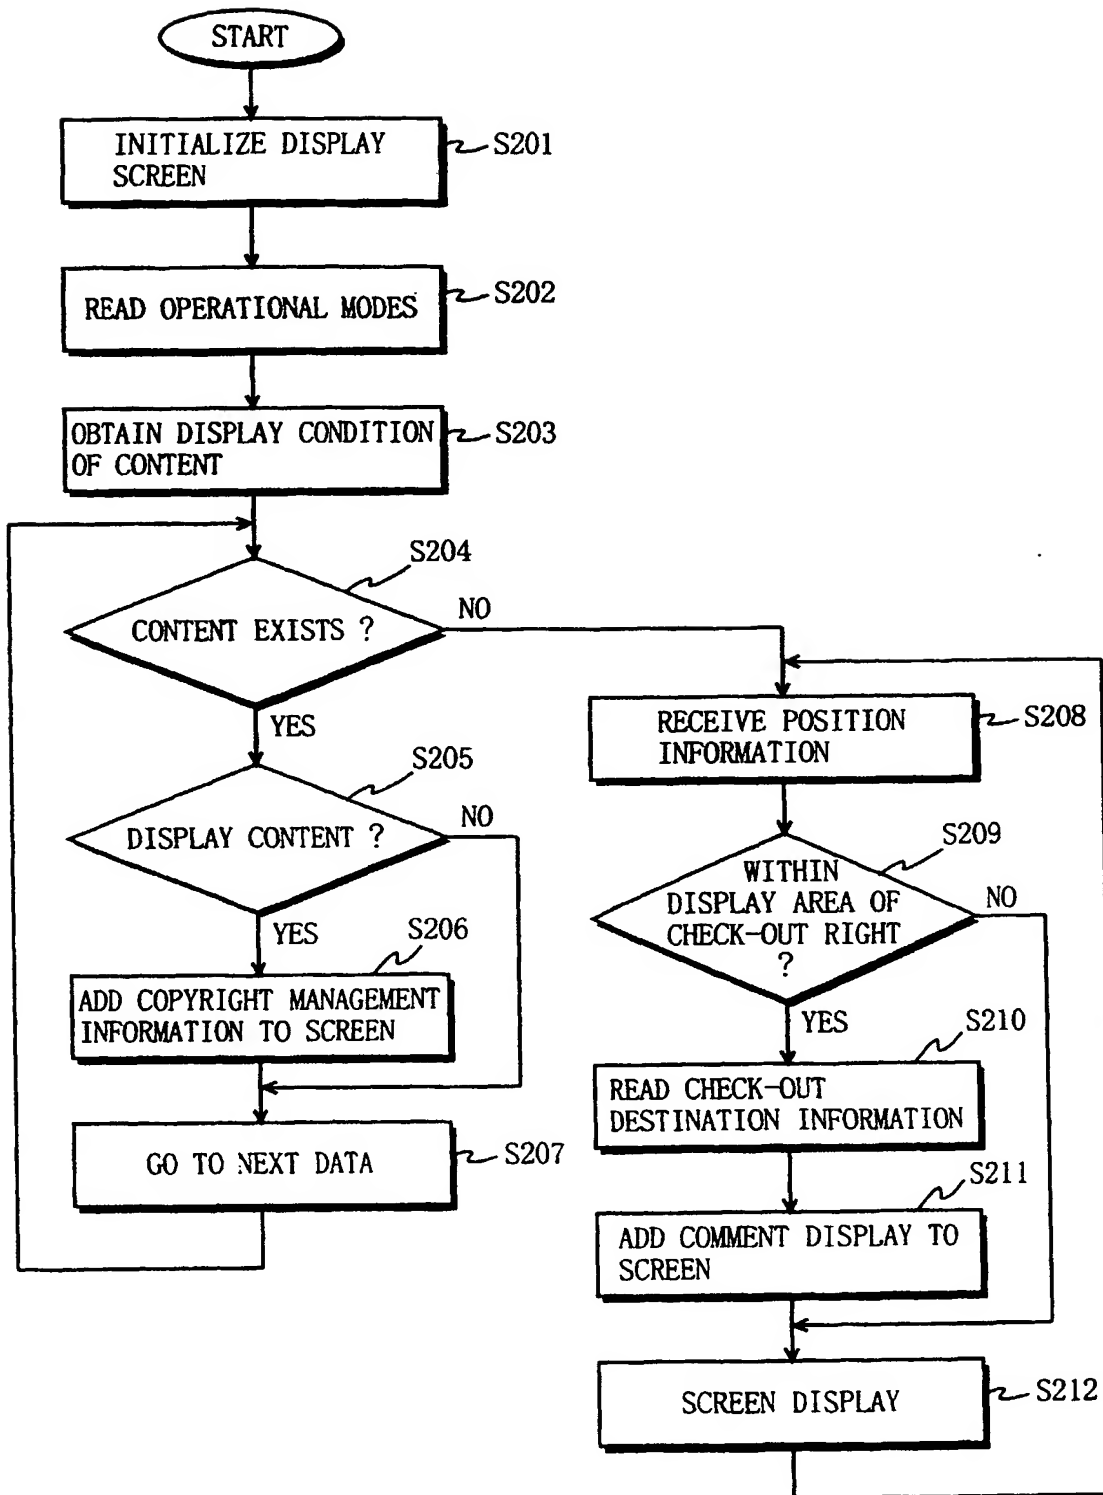 START
INITIALIZE DISPLAY
SCREEN
S201
READ OPERATIONAL MODES
S202
OBTAIN DISPLAY CONDITION
OF CONTENT
S203
S204
CONTENT EXISTS ?
NO
YES
S205
DISPLAY CONTENT ?
NO
YES
S206
ADD COPYRIGHT MANAGEMENT
INFORMATION TO SCREEN
GO TO NEXT DATA
S207
RECEIVE POSITION
INFORMATION
S208
S209
WITHIN
DISPLAY AREA OF
CHECK-OUT RIGHT
?
NO
YES
S210
READ CHECK-OUT
DESTINATION INFORMATION
S211
ADD COMMENT DISPLAY TO
SCREEN
SCREEN DISPLAY
S212